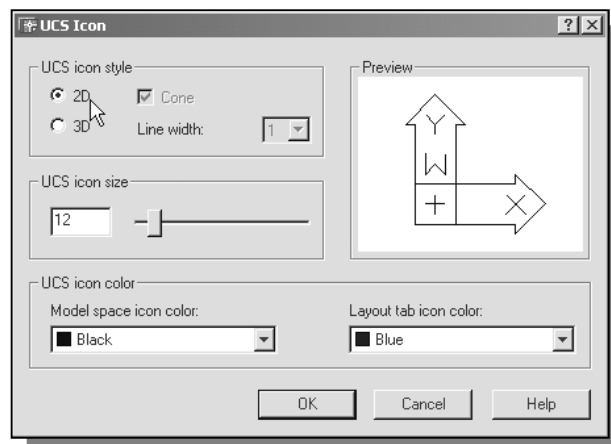 UCS Icon
UCS icon style
2D
Cone
3D
Line width:
1
Preview
Y
W
+
X
UCS icon size
12
UCS icon color
Model space icon color:
Black
Layout tab icon color:
Blue
OK
Cancel
Help